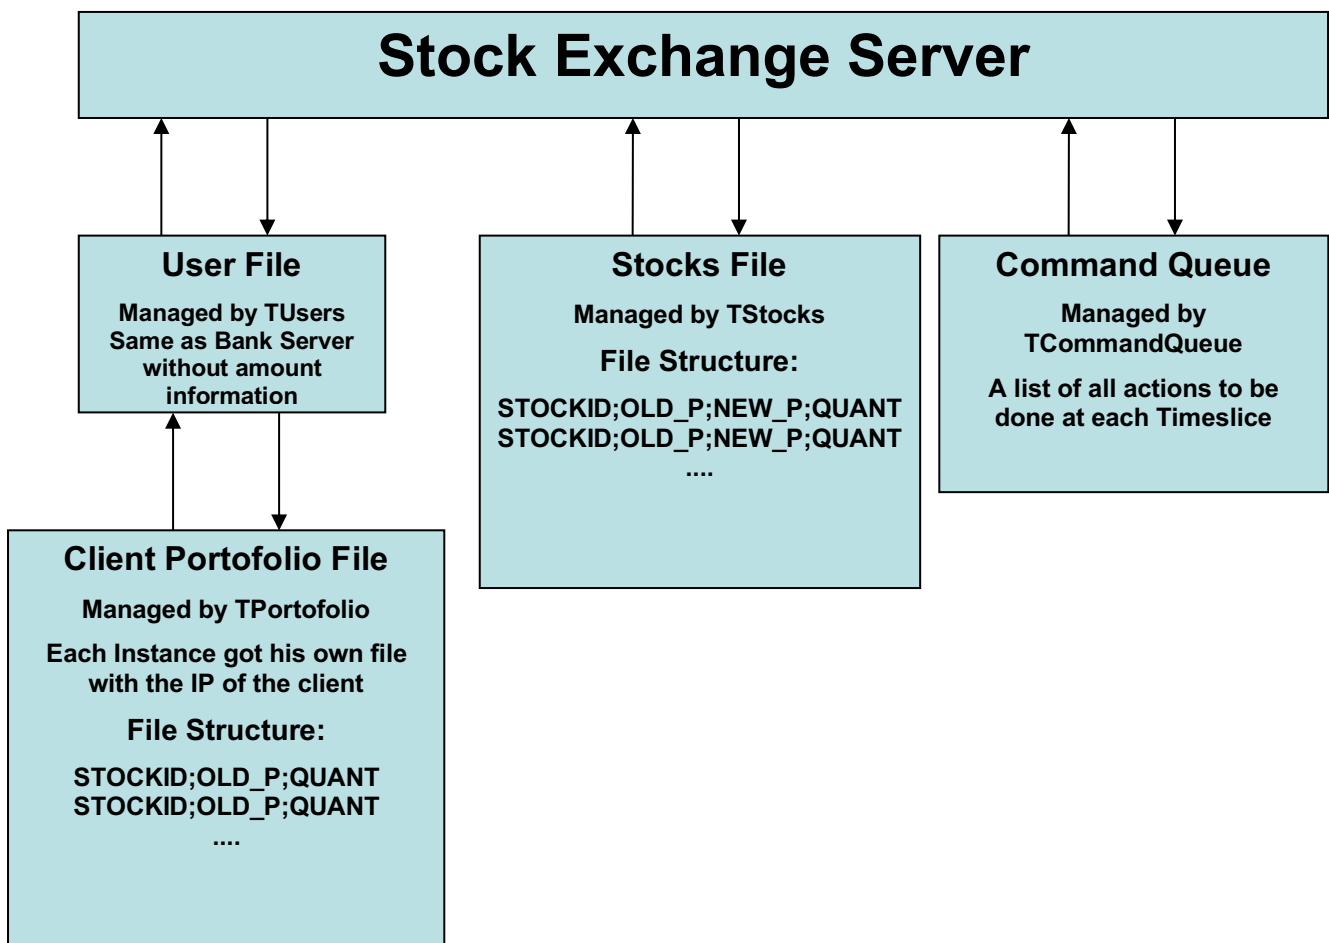 Stock Exchange Server
User File
Managed by TUsers
Same as Bank Server
without amount
information
Stocks File
Managed by TStocks
File Structure:
STOCKID;OLD_P;NEW_P;QUANT
STOCKID;OLD_P;NEW_P;QUANT
....
Command Queue
Managed by
TCommandQueue
A list of all actions to be
done at each Timeslice
Client Portofolio File
Managed by TPortofolio
Each Instance got his own file
with the IP of the client
File Structure:
STOCKID;OLD_P;QUANT
STOCKID;OLD_P;QUANT
....